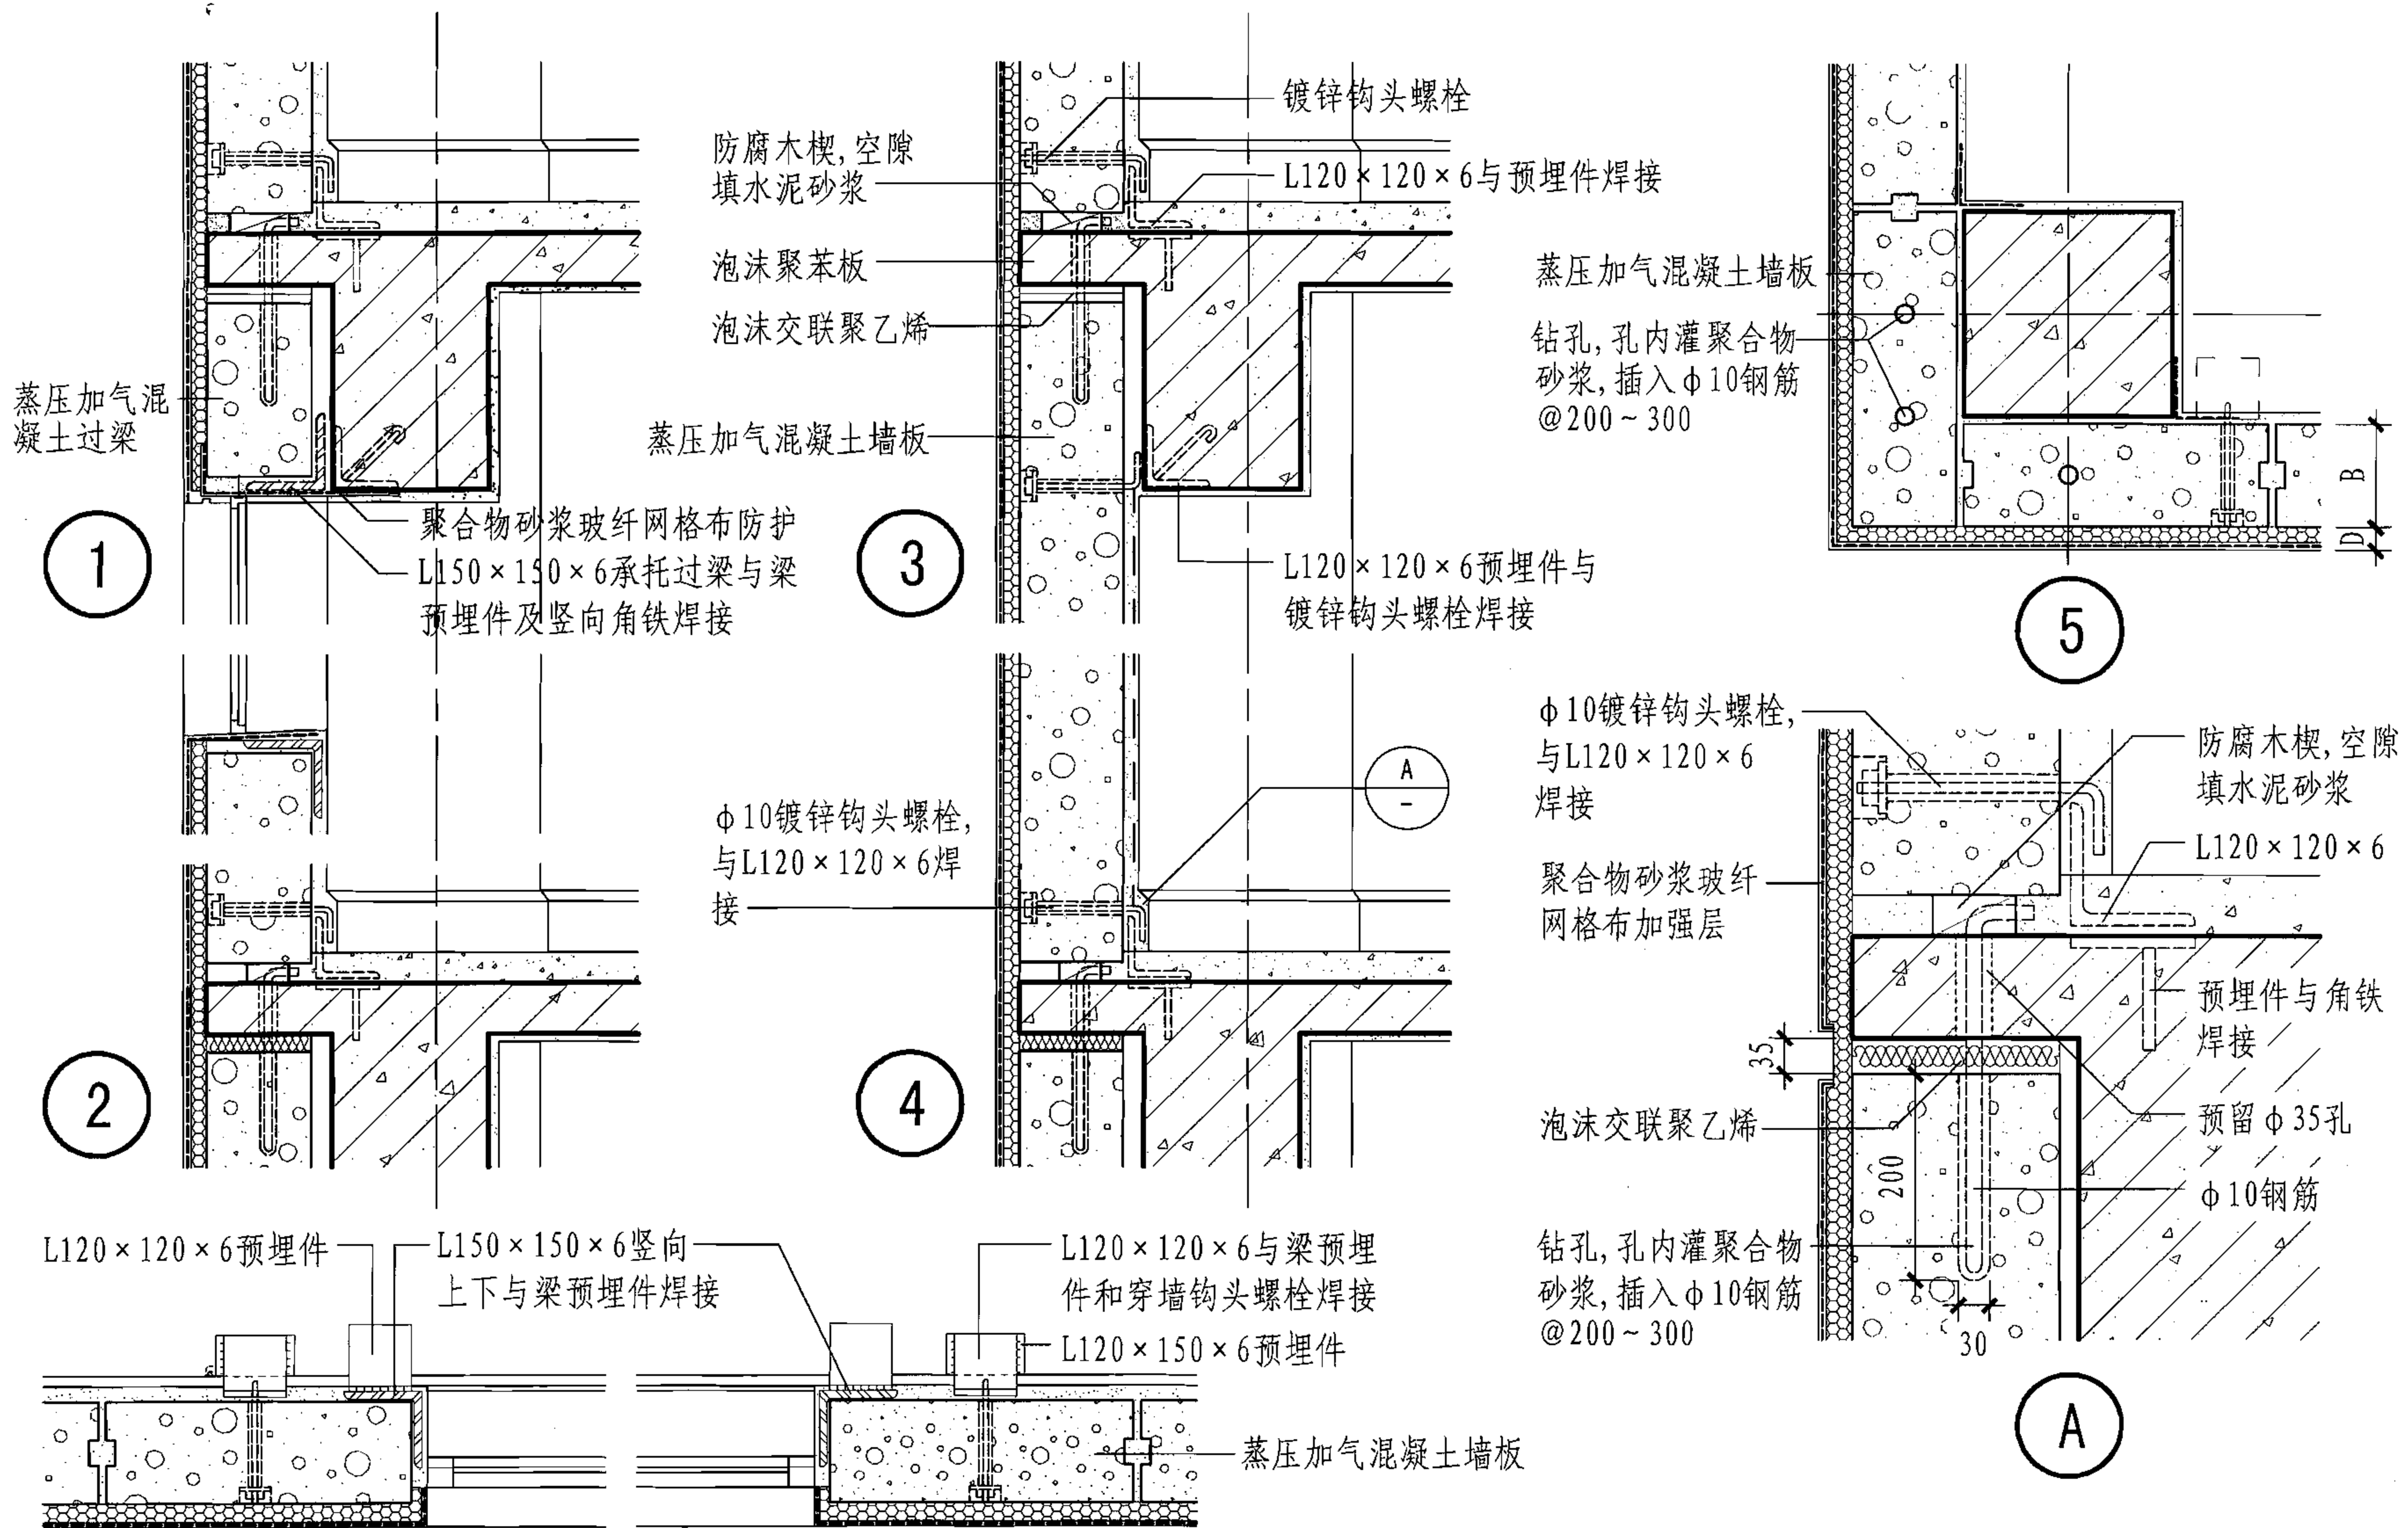 蒸压加气混
凝土过梁
聚合物砂浆玻纤网格布防护
L150×150×6承托过梁与梁
预埋件及竖向角铁焊接
1
防腐木楔,空隙
填水泥砂浆
泡沫聚苯板
泡沫交联聚乙烯
蒸压加气混凝土墙板
镀锌钩头螺栓
L120×120×6与预埋件焊接
L120×120×6预埋件与
镀锌钩头螺栓焊接
3
蒸压加气混凝土墙板
钻孔,孔内灌聚合物
砂浆,插入φ10钢筋
@200~300
B
D
5
2
φ10镀锌钩头螺栓,
与L120×120×6焊
接
A
-
4
φ10镀锌钩头螺栓,
与L120×120×6
焊接
聚合物砂浆玻纤
网格布加强层
35
泡沫交联聚乙烯
200
钻孔,孔内灌聚合物
砂浆,插入φ10钢筋
@200~300
30
防腐木楔,空隙
填水泥砂浆
L120×120×6
预埋件与角铁
焊接
预留φ35孔
φ10钢筋
A
L120×120×6预埋件
L150×150×6竖向
上下与梁预埋件焊接
L120×120×6与梁预埋
件和穿墙钩头螺栓焊接
L120×150×6预埋件
蒸压加气混凝土墙板